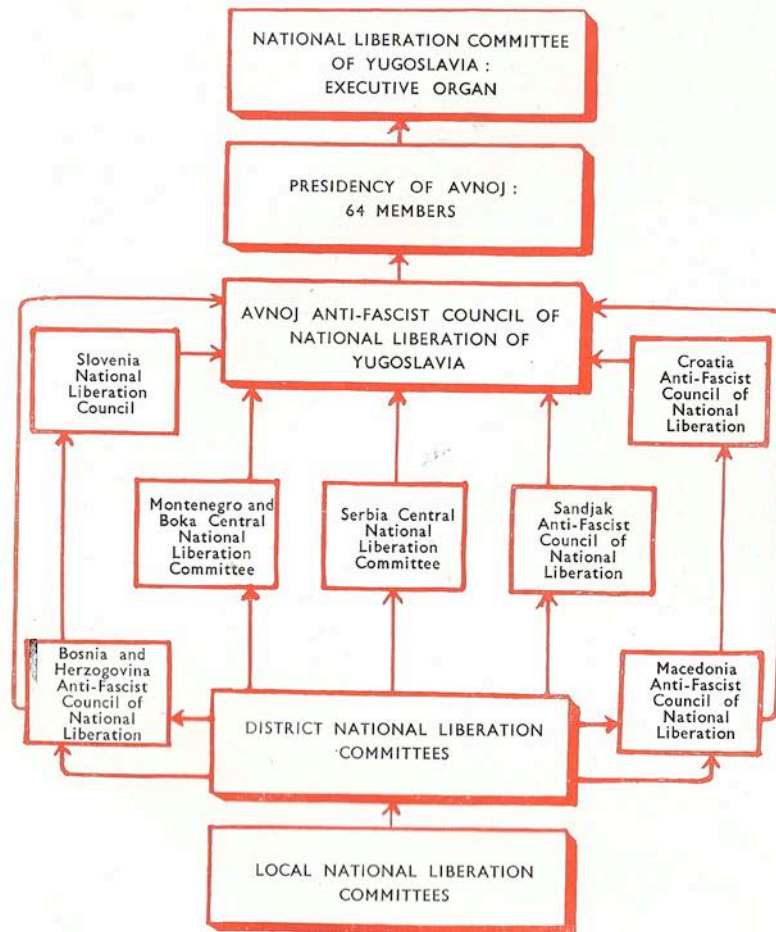 NATIONAL LIBERATION COMMITTEE
OF YUGOSLAVIA :
EXECUTIVE ORGAN
PRESIDENCY OF AVNOJ :
64 MEMBERS
AVNOJ ANTI-FASCIST COUNCIL OF
NATIONAL LIBERATION OF
YUGOSLAVIA
Slovenia
National
Liberation
Council
Croatia
Anti-Fascist
Council of
National
Liberation
Montenegro and
Boka Central
National
Liberation
Committee
Serbia Central
National
Liberation
Committee
Sandjak
Anti-Fascist
Council of
National
Liberation
Bosnia and
Herzogovina
Anti-Fascist
Council of
National
Liberation
Macedonia
Anti-Fascist
Council of
National
Liberation
DISTRICT NATIONAL LIBERATION
COMMITTEES
LOCAL NATIONAL LIBERATION
COMMITTEES